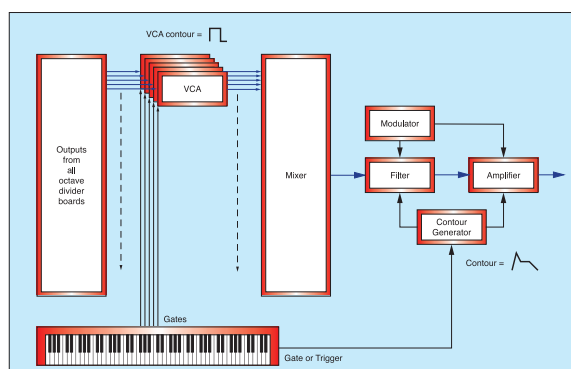 VCA contour =
Outputs
from
all
octave
divider
boards
VCA
Mixer
Modulator
Filter
Amplifier
Contour
Generator
Contour =
Gates
Gate or Trigger